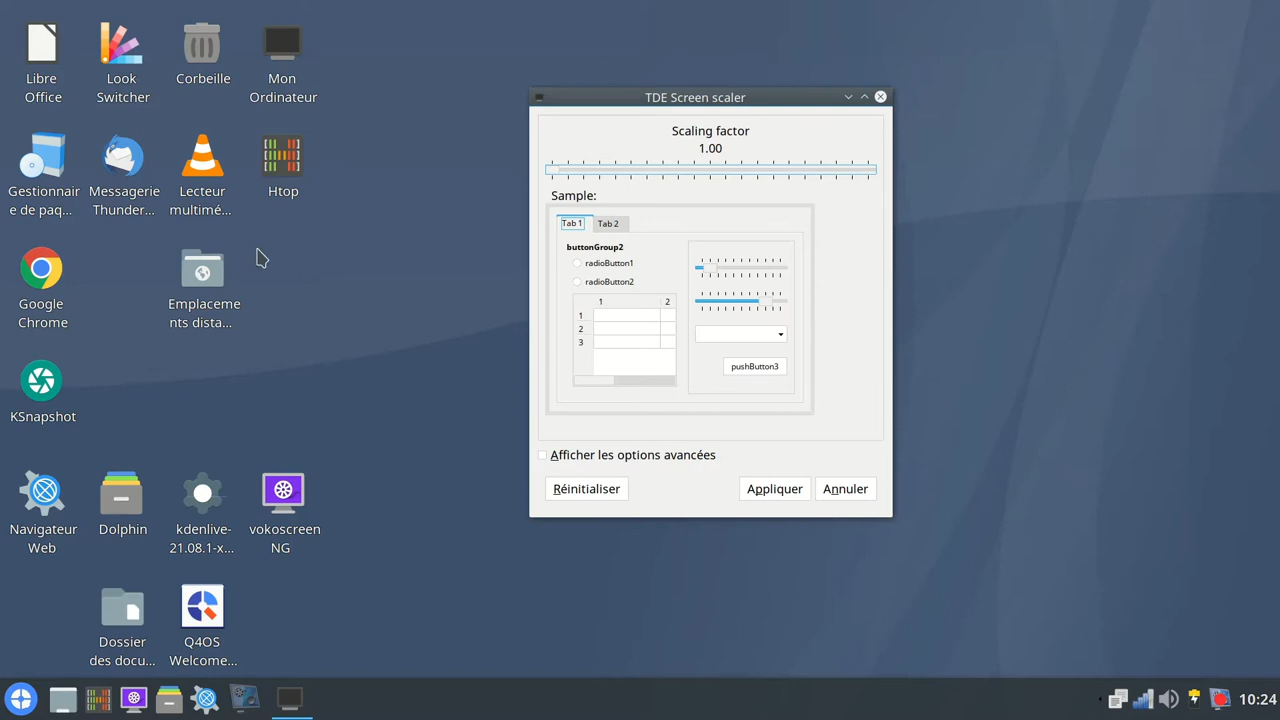 Libre
Office
Look
Switcher
Corbeille
Mon
Ordinateur
Gestionnair
e de paq...
Messagerie
Thunder...
Lecteur
multimé...
Htop
Google
Chrome
Emplaceme
nts dista...
KSnapshot
Navigateur
Web
Dolphin
kdenlive-
21.08.1-x...
vokoscreen
NG
Dossier
des docu...
Q4OS
Welcome...
TDE Screen scaler
Scaling factor
1.00
Sample:
Tab 1
Tab 2
buttonGroup2
radioButton1
radioButton2
1 2
1
2
3
pushButton3
Afficher les options avancées
Réinitialiser
Appliquer
Annuler
10:24